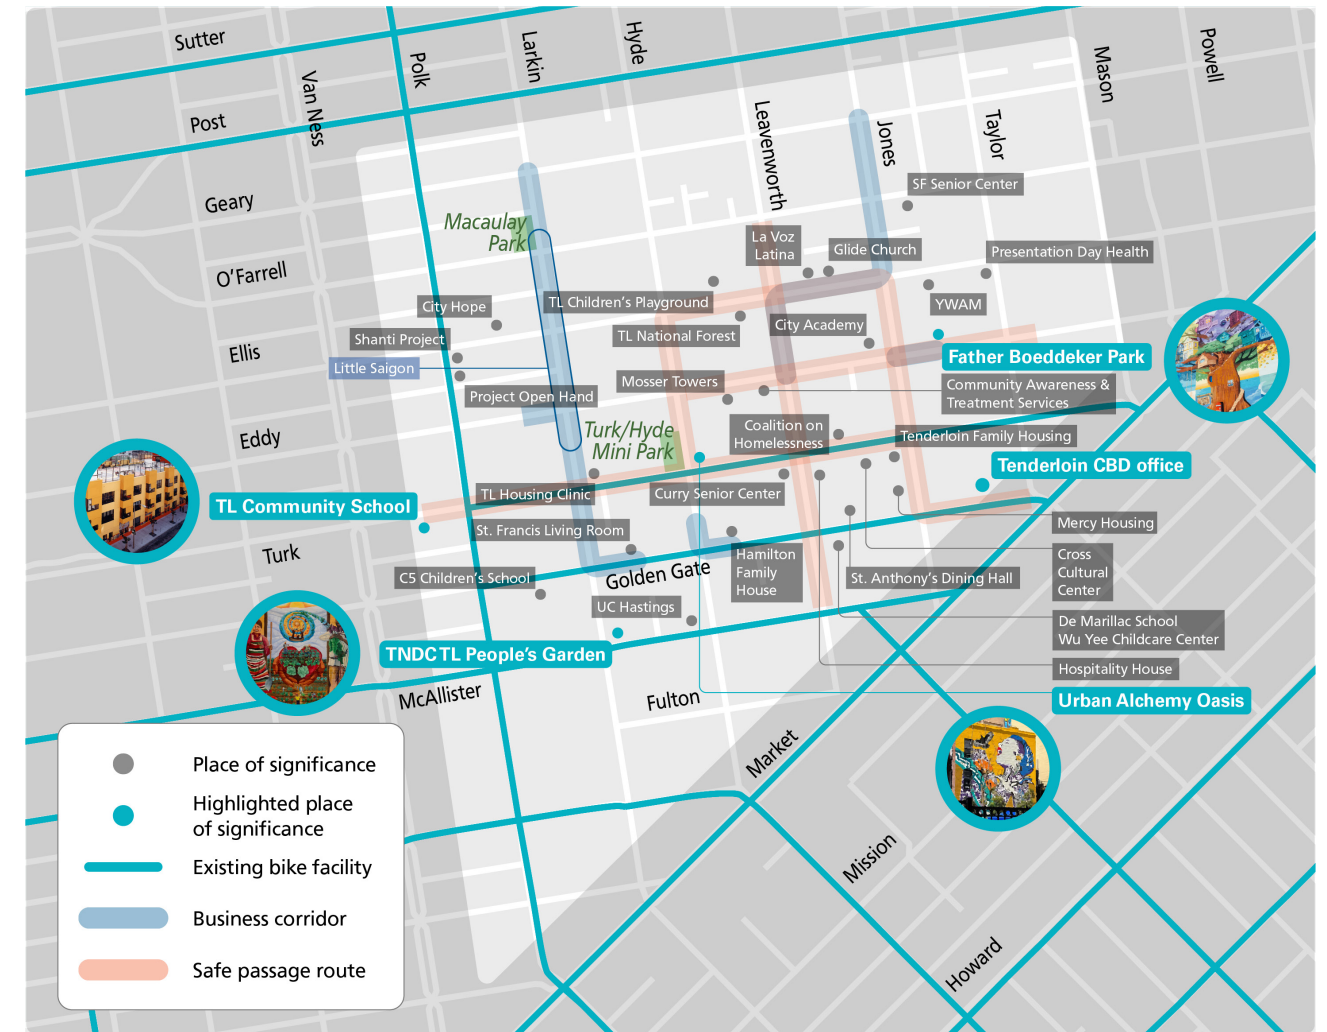 Sutter
Post
Geary
O'Farrell
Ellis
Eddy
Turk
Van Ness
Polk
Larkin
Hyde
Leavenworth
Jones
Taylor
Mason
Powell
SF Senior Center
Macaulay
Park
La Voz
Latina
Glide Church
Presentation Day Health
City Hope
TL Children's Playground
YWAM
Shanti Project
TL National Forest
City Academy
Father Boeddeker Park
Little Saigon
Mosser Towers
Community Awareness &
Treatment Services
Project Open Hand
Turk/Hyde
Mini Park
Coalition on
Homelessness
Tenderloin Family Housing
Tenderloin CBD office
TL Community School
TL Housing Clinic
Curry Senior Center
Mercy Housing
St. Francis Living Room
Hamilton
Family
House
Cross
Cultural
Center
C5 Children's School
Golden Gate
St. Anthony's Dining Hall
UC Hastings
De Marillac School
Wu Yee Childcare Center
TNDC TL People's Garden
Hospitality House
McAllister
Fulton
Urban Alchemy Oasis
Market
Mission
Howard
Place of significance
Highlighted place
of significance
Existing bike facility
Business corridor
Safe passage route